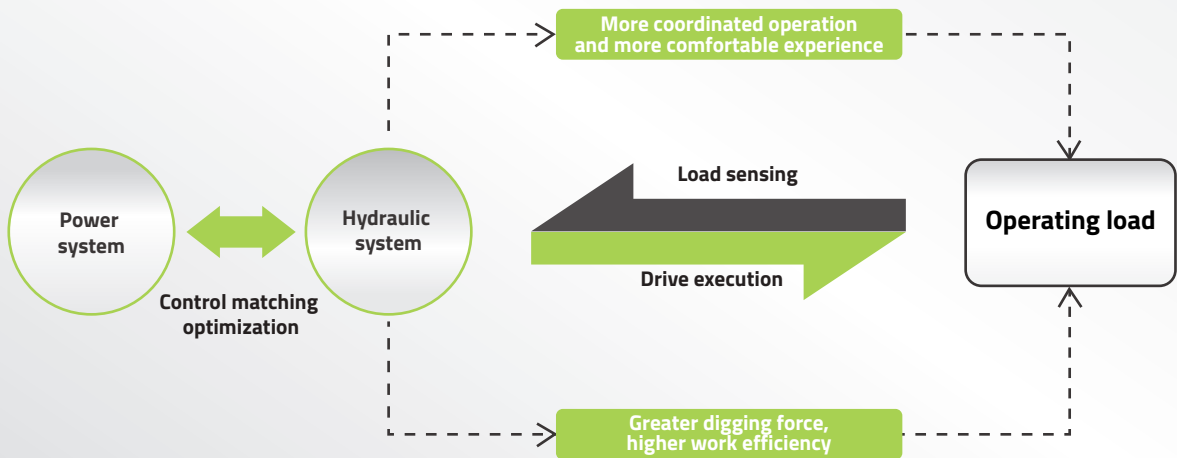 More coordinated operation
and more comfortable experience
Load sensing
Power
system
Hydraulic
system
Operating load
Drive execution
Control matching
optimization
Greater digging force,
higher work efficiency